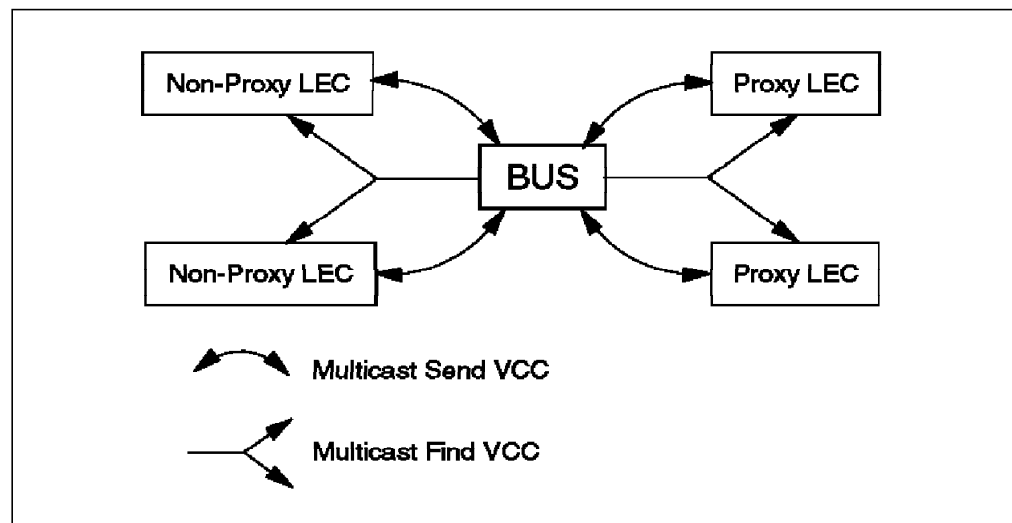 Non-Proxy LEC
Proxy LEC
BUS
Non-Proxy LEC
Proxy LEC
Multicast Send VCC
Multicast Find VCC